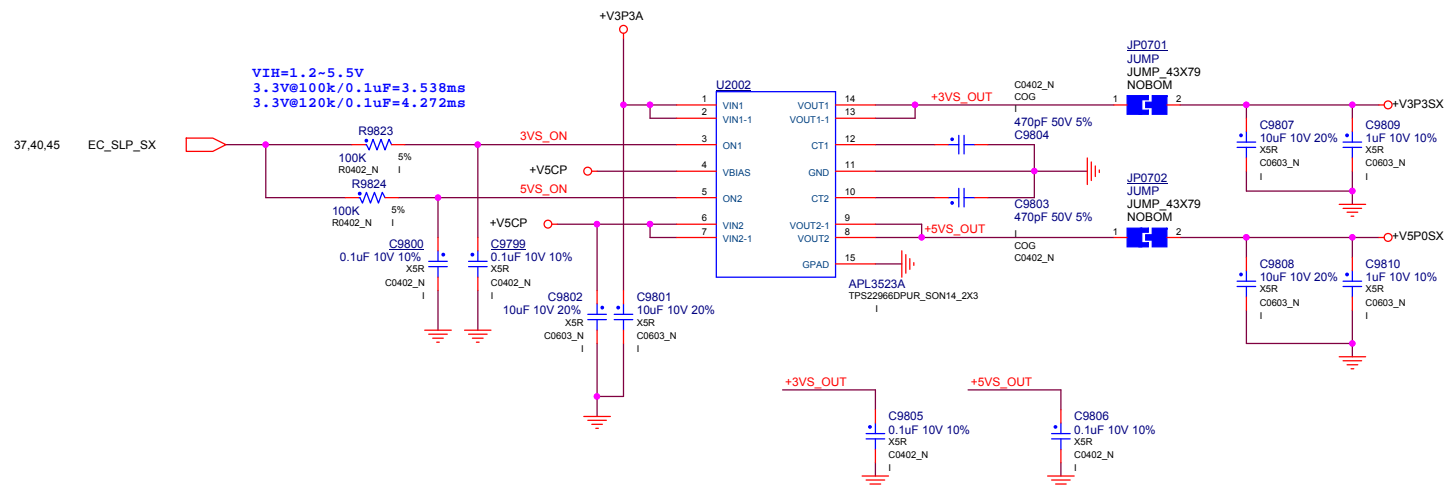 +V3P3A
VIH=1.2~5.5V
3.3V@100k/0.1uF=3.538ms
3.3V@120k/0.1uF=4.272ms
37,40,45 EC_SLP_SX
R9823
100K
R0402_N
5%
I
R9824
100K
R0402_N
5%
I
3VS_ON
5VS_ON
+V5CP
+V5CP
C9800
0.1uF 10V 10%
X5R
C0402_N
I
C9799
0.1uF 10V 10%
X5R
C0402_N
I
C9802
10uF 10V 20%
X5R
C0603_N
I
C9801
10uF 10V 20%
X5R
C0603_N
I
U2002
1 VIN1
2 VIN1-1
3 ON1
4 VBIAS
5 ON2
6 VIN2
7 VIN2-1
VOUT1 14
VOUT1-1 13
CT1 12
GND 11
CT2 10
VOUT2-1 9
VOUT2 8
GPAD 15
APL3523A
TPS22966DPUR_SON14_2X3
I
+3VS_OUT
C0402_N
COG
I
470pF 50V 5%
C9804
C9803
470pF 50V 5%
+5VS_OUT
I
COG
C0402_N
JP0701
JUMP
JUMP_43X79
NOBOM
1 2
+V3P3SX
C9807
10uF 10V 20%
X5R
C0603_N
I
C9809
1uF 10V 10%
X5R
C0603_N
I
JP0702
JUMP
JUMP_43X79
NOBOM
1 2
+V5P0SX
C9808
10uF 10V 20%
X5R
C0603_N
I
C9810
1uF 10V 10%
X5R
C0603_N
I
+3VS_OUT
C9805
0.1uF 10V 10%
X5R
C0402_N
I
+5VS_OUT
C9806
0.1uF 10V 10%
X5R
C0402_N
I